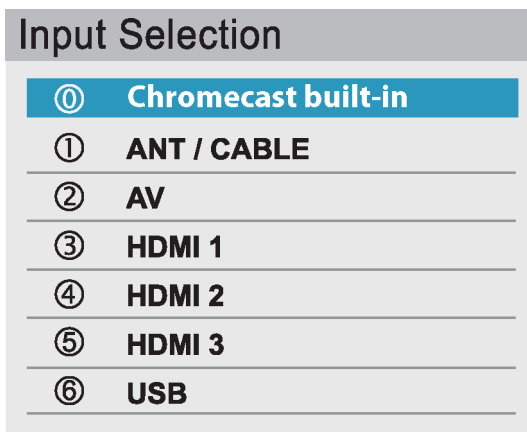 Input Selection
⓪ Chromecast built-in
① ANT / CABLE
② AV
③ HDMI 1
④ HDMI 2
⑤ HDMI 3
⑥ USB